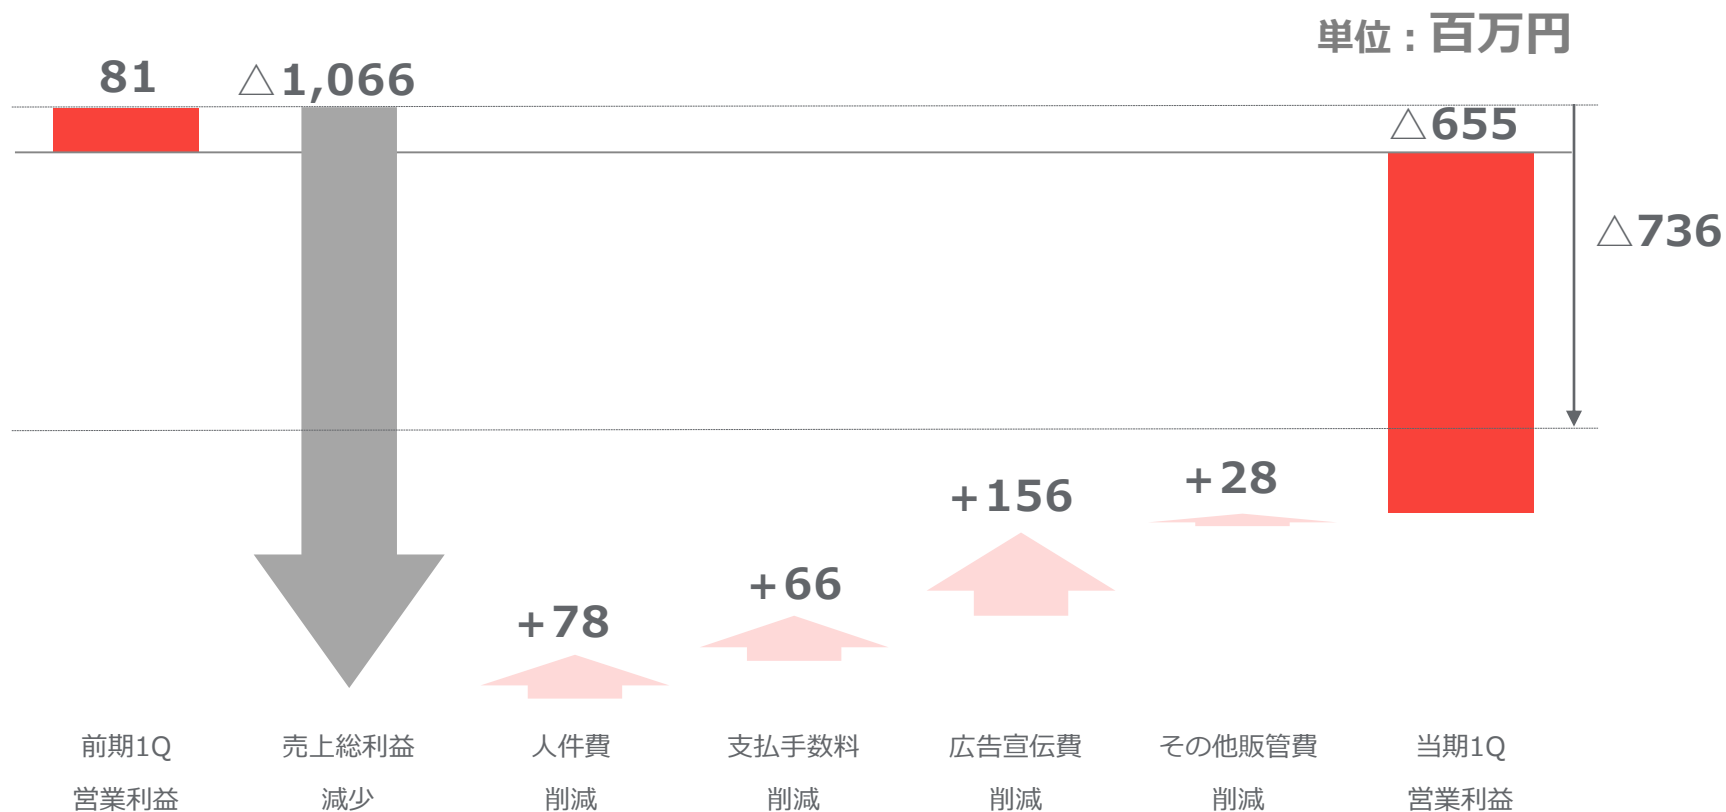 単位：百万円
81
△1,066
△655
△736
+28
+156
+66
+78
前期1Q
営業利益
売上総利益
減少
人件費
削減
支払手数料
削減
広告宣伝費
削減
その他販管費
削減
当期1Q
営業利益